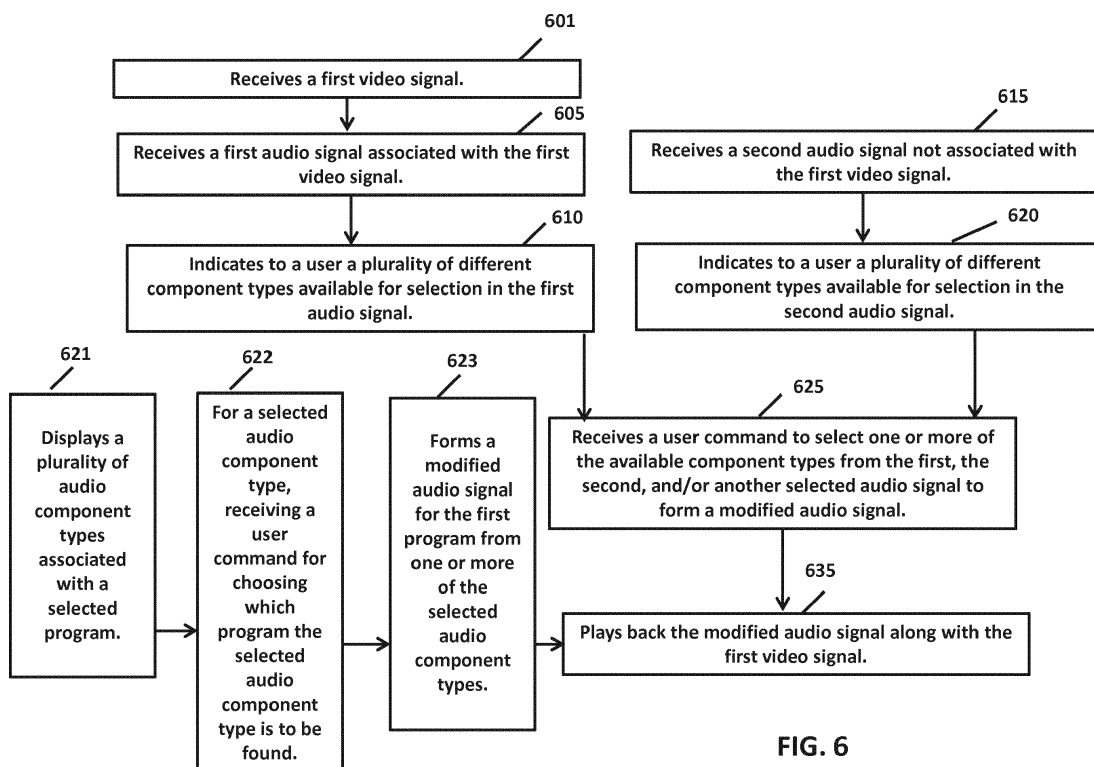 601
Receives a first video signal.
605
Receives a first audio signal associated with the first
video signal.
615
Receives a second audio signal not associated with
the first video signal.
610
Indicates to a user a plurality of different
component types available for selection in the first
audio signal.
620
Indicates to a user a plurality of different
component types available for selection in the
second audio signal.
621
Displays a
plurality of
audio
component
types
associated
with a
selected
program.
622
For a selected
audio
component
type,
receiving a
user
command for
choosing
which
program the
selected
audio
component
type is to be
found.
623
Forms a
modified
audio signal
for the first
program from
one or more
of the
selected
audio
component
types.
625
Receives a user command to select one or more of
the available component types from the first, the
second, and/or another selected audio signal to
form a modified audio signal.
635
Plays back the modified audio signal along with the
first video signal.
FIG. 6